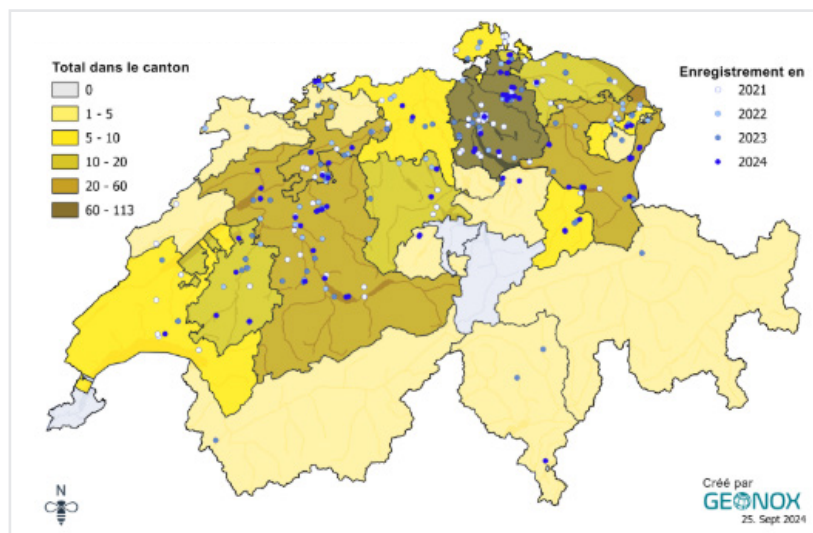 Total dans le canton
0
1 - 5
5 - 10
10 - 20
20 - 60
60 - 113
Enregistrement en
2021
2022
2023
2024
N
Créé par
GEONOX
25. Sept 2024